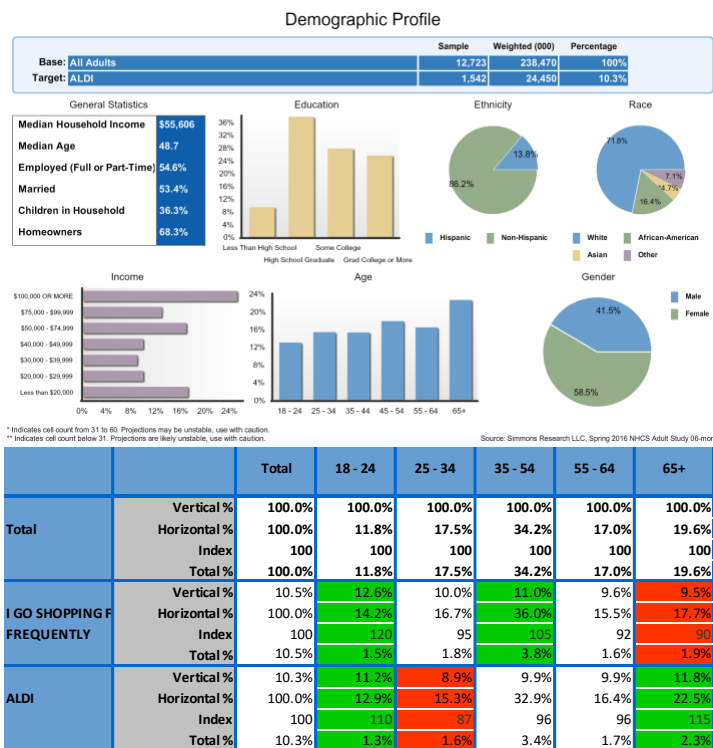 Demographic Profile
Sample Weighted (000) Percentage
Base: All Adults 12,723 238,470 100%
Target: ALDI 1,542 24,450 10.3%
General Statistics
Median Household Income $55,606
Median Age 48.7
Employed (Full or Part-Time) 54.6%
Married 53.4%
Children in Household 36.3%
Homeowners 68.3%
Education
36%
32%
28%
24%
20%
16%
12%
8%
4%
0%
Less Than High School Some College
High School Graduate Grad College or More
Ethnicity
13.8%
86.2%
Hispanic Non-Hispanic
Race
71.8%
7.1%
4.7%
16.4%
White African-American
Asian Other
Income
$100,000 OR MORE
$75,000 - $99,999
$50,000 - $74,999
$40,000 - $49,999
$30,000 - $39,999
$20,000 - $29,999
Less than $20,000
0% 4% 8% 12% 16% 20% 24%
Age
24%
20%
16%
12%
8%
4%
0%
18 - 24 25 - 34 35 - 44 45 - 54 55 - 64 65+
Gender
41.5%
58.5%
Male
Female
* Indicates cell count from 31 to 60. Projections may be unstable, use with caution.
** Indicates cell count below 31. Projections are likely unstable, use with caution.
Source: Simmons Research LLC, Spring 2016 NHCS Adult Study 06-mon
Total 18 - 24 25 - 34 35 - 54 55 - 64 65+
Vertical % 100.0% 100.0% 100.0% 100.0% 100.0% 100.0%
Total Horizontal % 100.0% 11.8% 17.5% 34.2% 17.0% 19.6%
Index 100 100 100 100 100 100
Total % 100.0% 11.8% 17.5% 34.2% 17.0% 19.6%
Vertical % 10.5% 12.6% 10.0% 11.0% 9.6% 9.5%
I GO SHOPPING F Horizontal % 100.0% 14.2% 16.7% 36.0% 15.5% 17.7%
FREQUENTLY Index 100 120 95 105 92 90
Total % 10.5% 1.5% 1.8% 3.8% 1.6% 1.9%
Vertical % 10.3% 11.2% 8.9% 9.9% 9.9% 11.8%
ALDI Horizontal % 100.0% 12.9% 15.3% 32.9% 16.4% 22.5%
Index 100 110 87 96 96 115
Total % 10.3% 1.3% 1.6% 3.4% 1.7% 2.3%